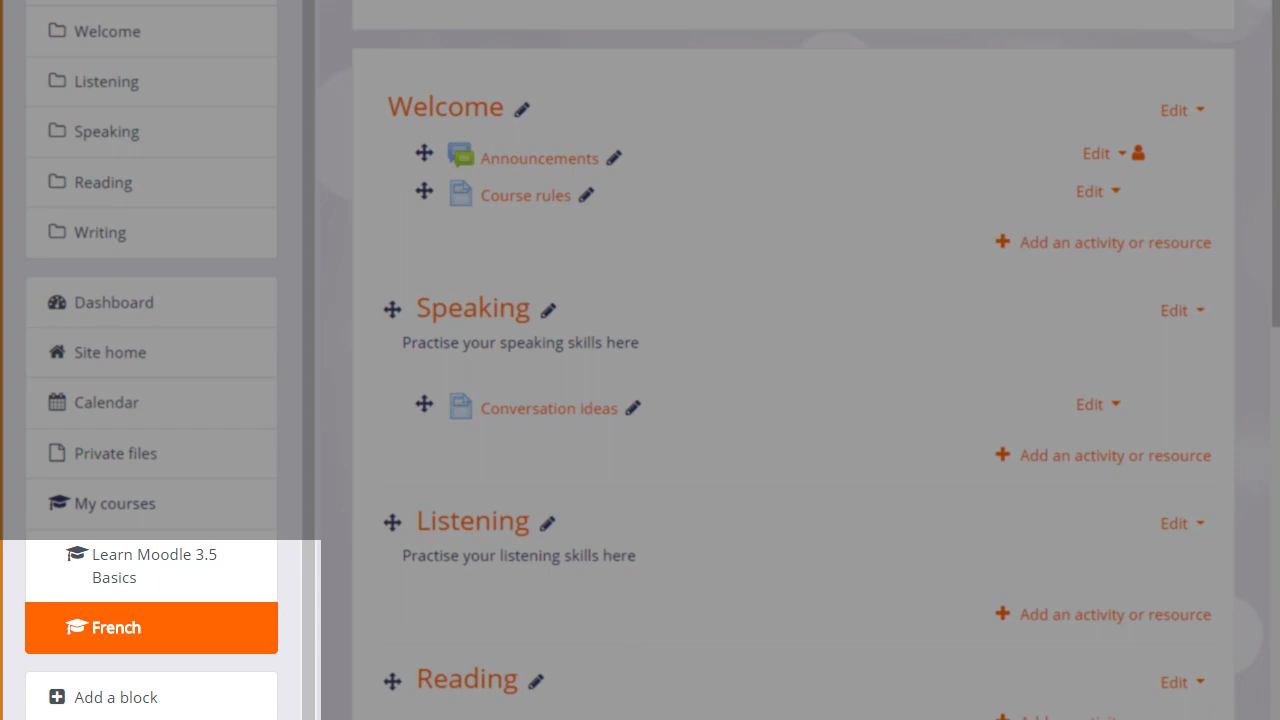 Welcome
Listening
Speaking
Reading
Writing
Dashboard
Site home
Calendar
Private files
My courses
Learn Moodle 3.5
Basics
French
Add a block
Welcome
Edit
Announcements
Edit
Course rules
Edit
Add an activity or resource
Speaking
Edit
Practise your speaking skills here
Conversation ideas
Edit
Add an activity or resource
Listening
Edit
Practise your listening skills here
Add an activity or resource
Reading
Edit